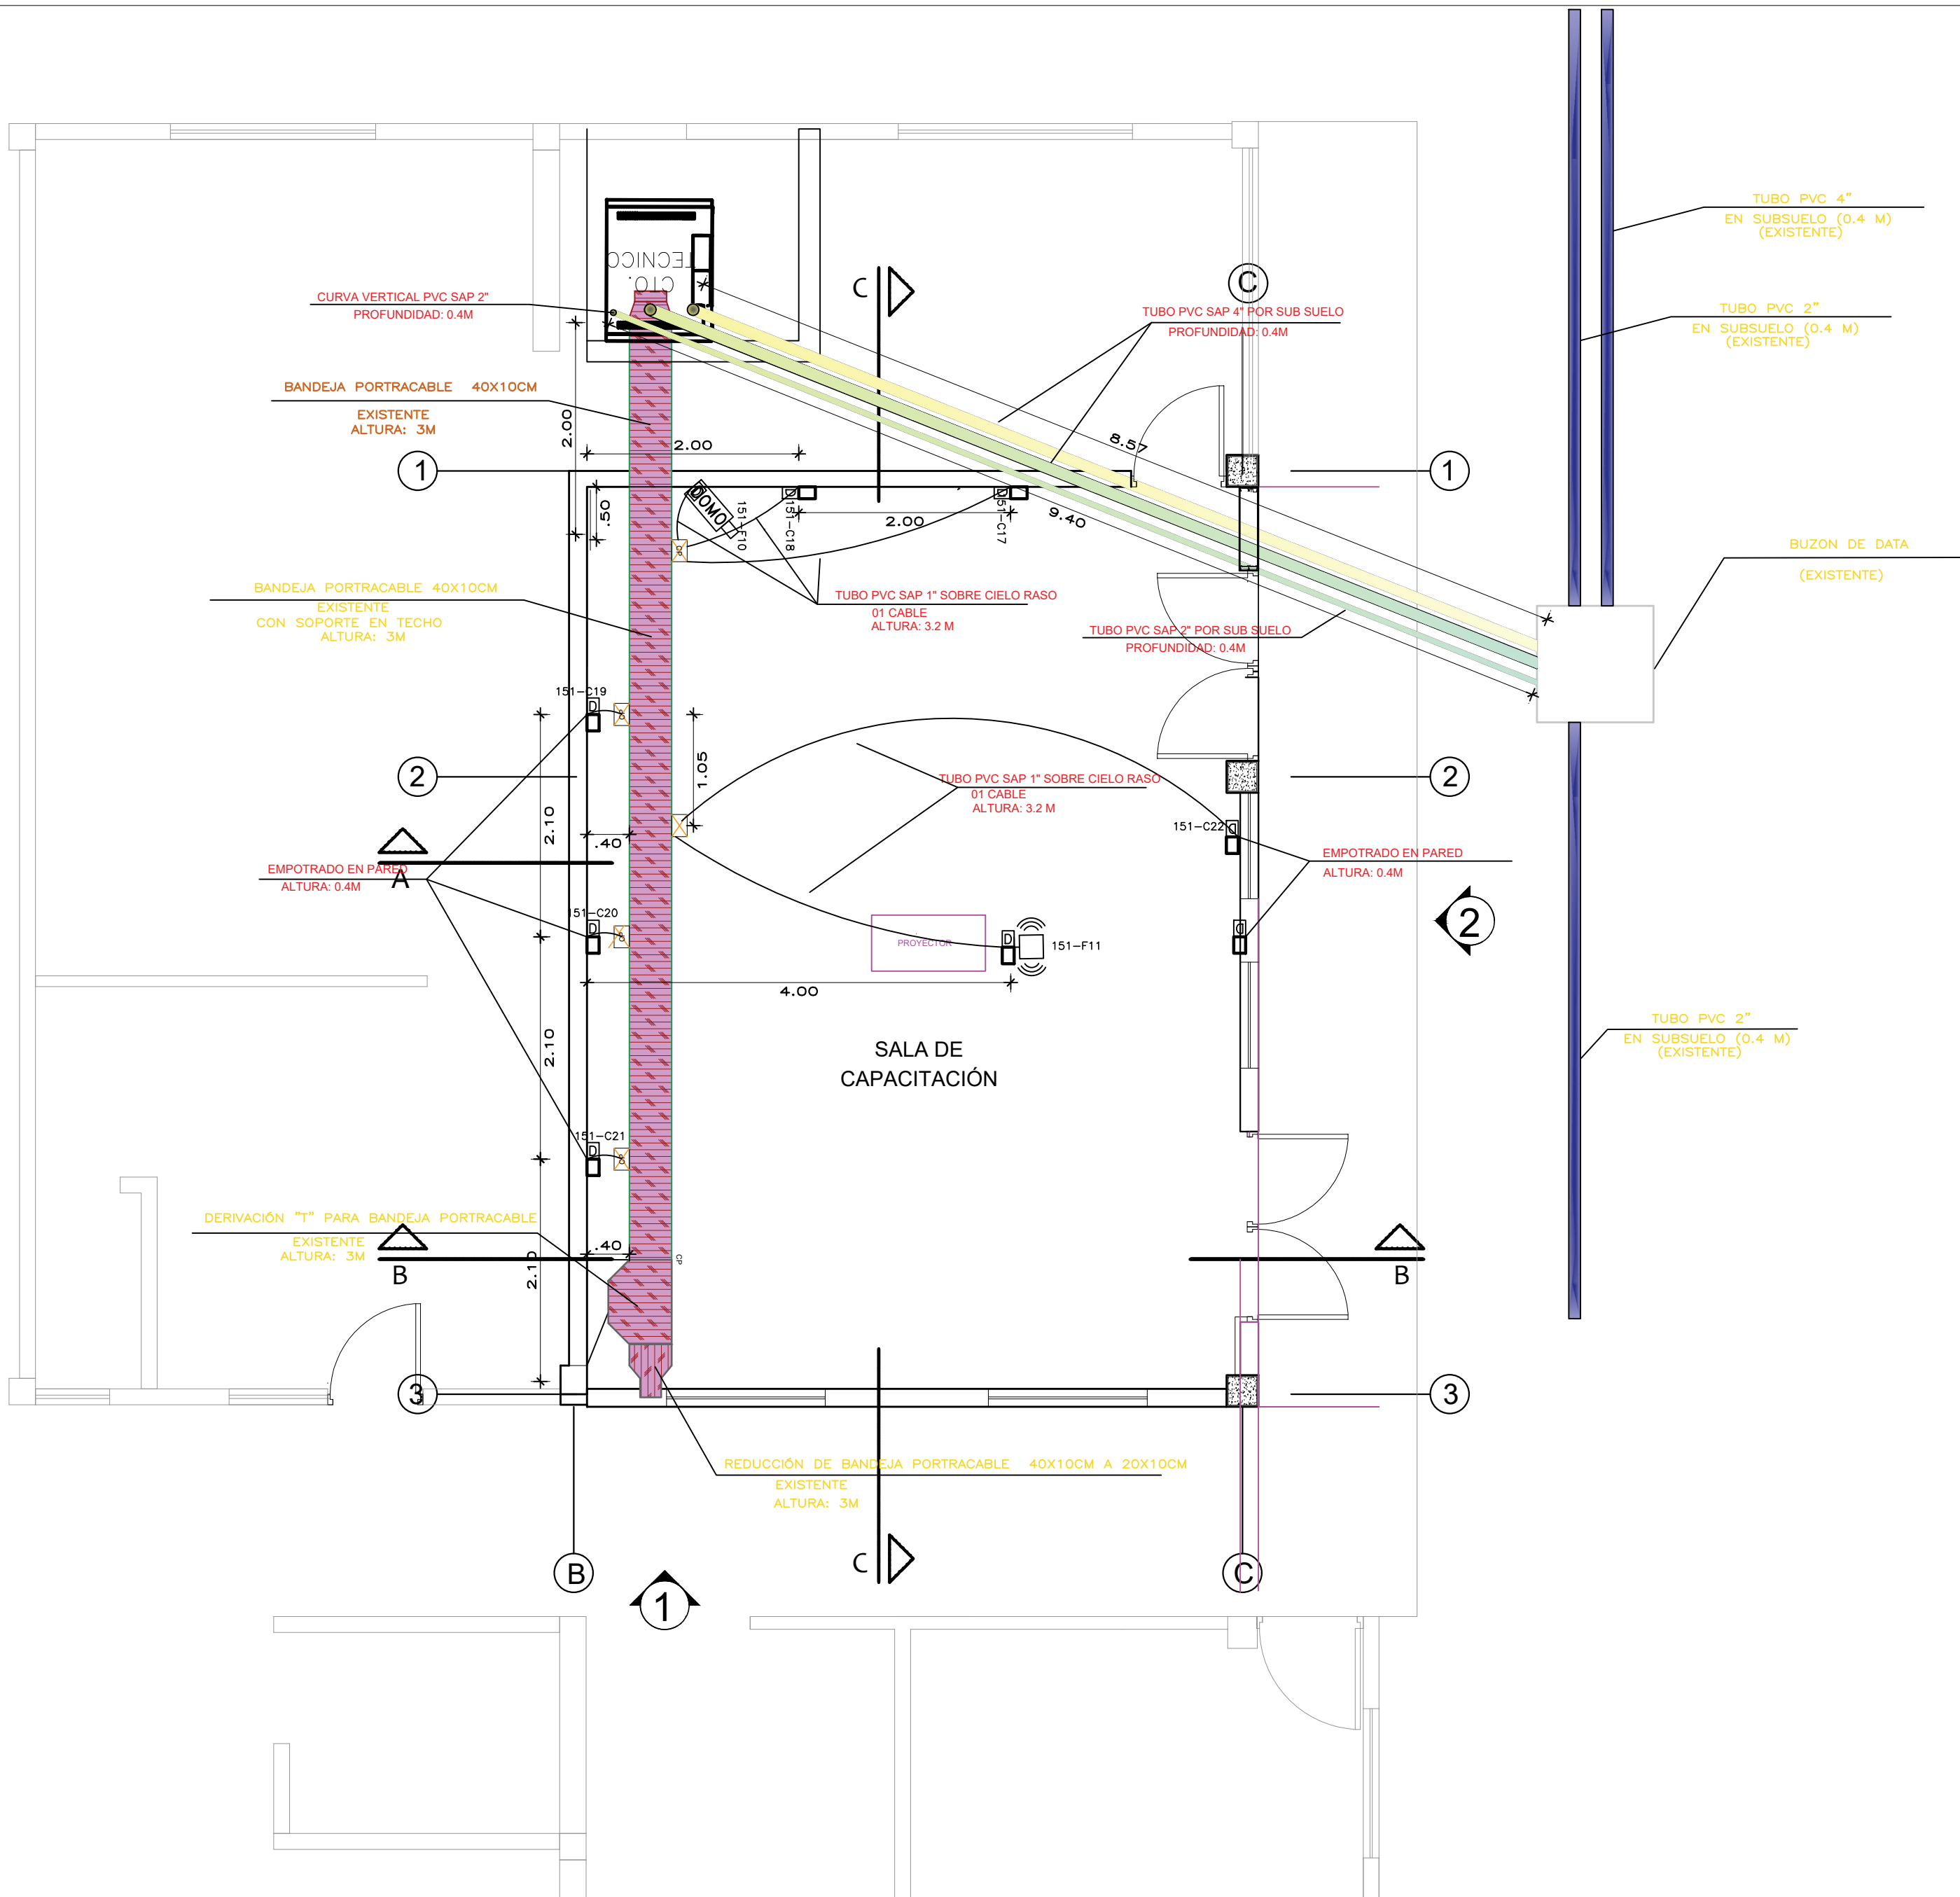 TUBO PVC 4"
EN SUBSUELO (0.4 M)
(EXISTENTE)
TECNICO
CTO.
C
C
CURVA VERTICAL PVC SAP 2"
PROFUNDIDAD: 0.4M
TUBO PVC SAP 4" POR SUB SUELO
PROFUNDIDAD: 0.4M
TUBO PVC 2"
EN SUBSUELO (0.4 M)
(EXISTENTE)
BANDEJA PORTRACABLE 40X10CM
EXISTENTE
ALTURA: 3M
2.00
2.00
8.57
1
1
.50
DOMO
151-F10
D
151-C18
2.00
D
151-C17
9.40
CP
BUZON DE DATA
(EXISTENTE)
BANDEJA PORTRACABLE 40X10CM
EXISTENTE
CON SOPORTE EN TECHO
ALTURA: 3M
TUBO PVC SAP 1" SOBRE CIELO RASO
01 CABLE
ALTURA: 3.2 M
TUBO PVC SAP 2" POR SUB SUELO
PROFUNDIDAD: 0.4M
151-C19
D
1.05
2
2
TUBO PVC SAP 1" SOBRE CIELO RASO
01 CABLE
ALTURA: 3.2 M
2.10
.40
151-C22
D
EMPOTRADO EN PARED
ALTURA: 0.4M
A
EMPOTRADO EN PARED
ALTURA: 0.4M
151-C20
D
PROYECTOR
D
151-F11
D
2
4.00
2.10
SALA DE
CAPACITACIÓN
TUBO PVC 2"
EN SUBSUELO (0.4 M)
(EXISTENTE)
151-C21
D
DERIVACIÓN "T" PARA BANDEJA PORTRACABLE
EXISTENTE
ALTURA: 3M
.40
CP
B
B
2.10
3
3
REDUCCIÓN DE BANDEJA PORTRACABLE 40X10CM A 20X10CM
EXISTENTE
ALTURA: 3M
B
C
C
1